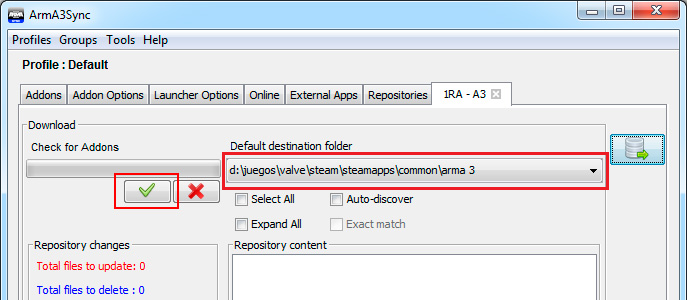 ArmA3Sync
Profiles Groups Tools Help
Profile : Default
Addons Addon Options Launcher Options Online External Apps Repositories 1RA - A3
Download
Check for Addons
Default destination folder
d:\juegos\valve\steam\steamapps\common\arma 3
Select All Auto-discover
Expand All Exact match
Repository changes
Repository content
Total files to update: 0
Total files to delete : 0